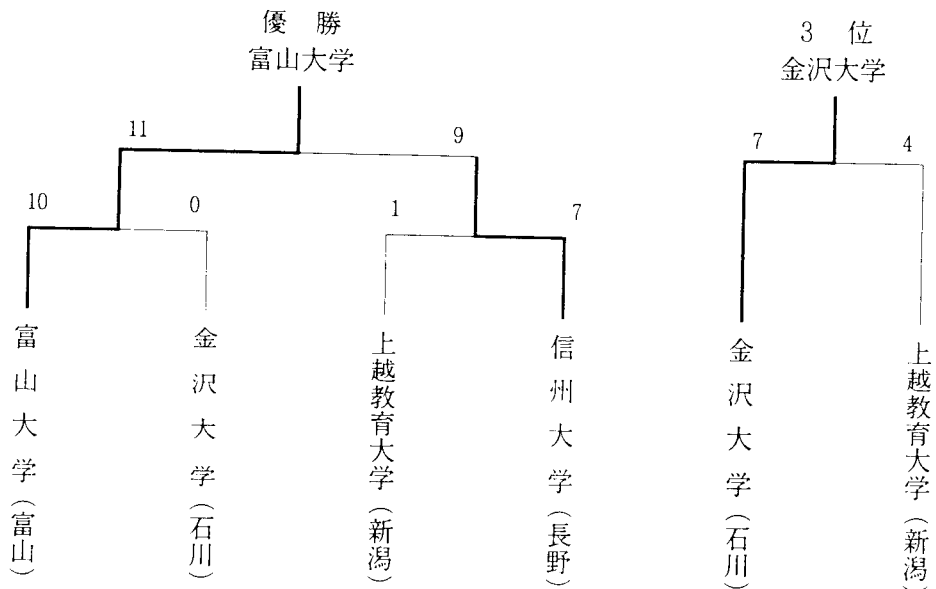 優 勝
富山大学
3 位
金沢大学
11
9
7
4
10
0
1
7
富山大学(富山)
金沢大学(石川)
上越教育大学(新潟)
信州大学(長野)
金沢大学(石川)
上越教育大学(新潟)